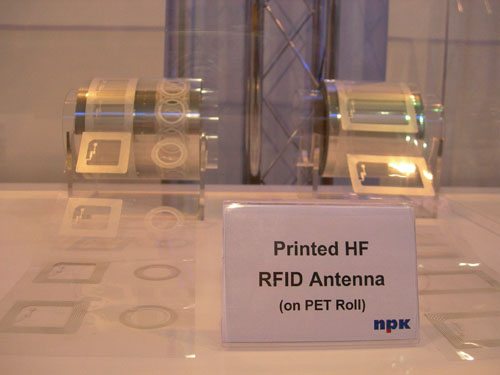 Printed HF
RFID Antenna
(on PET Roll)
npk